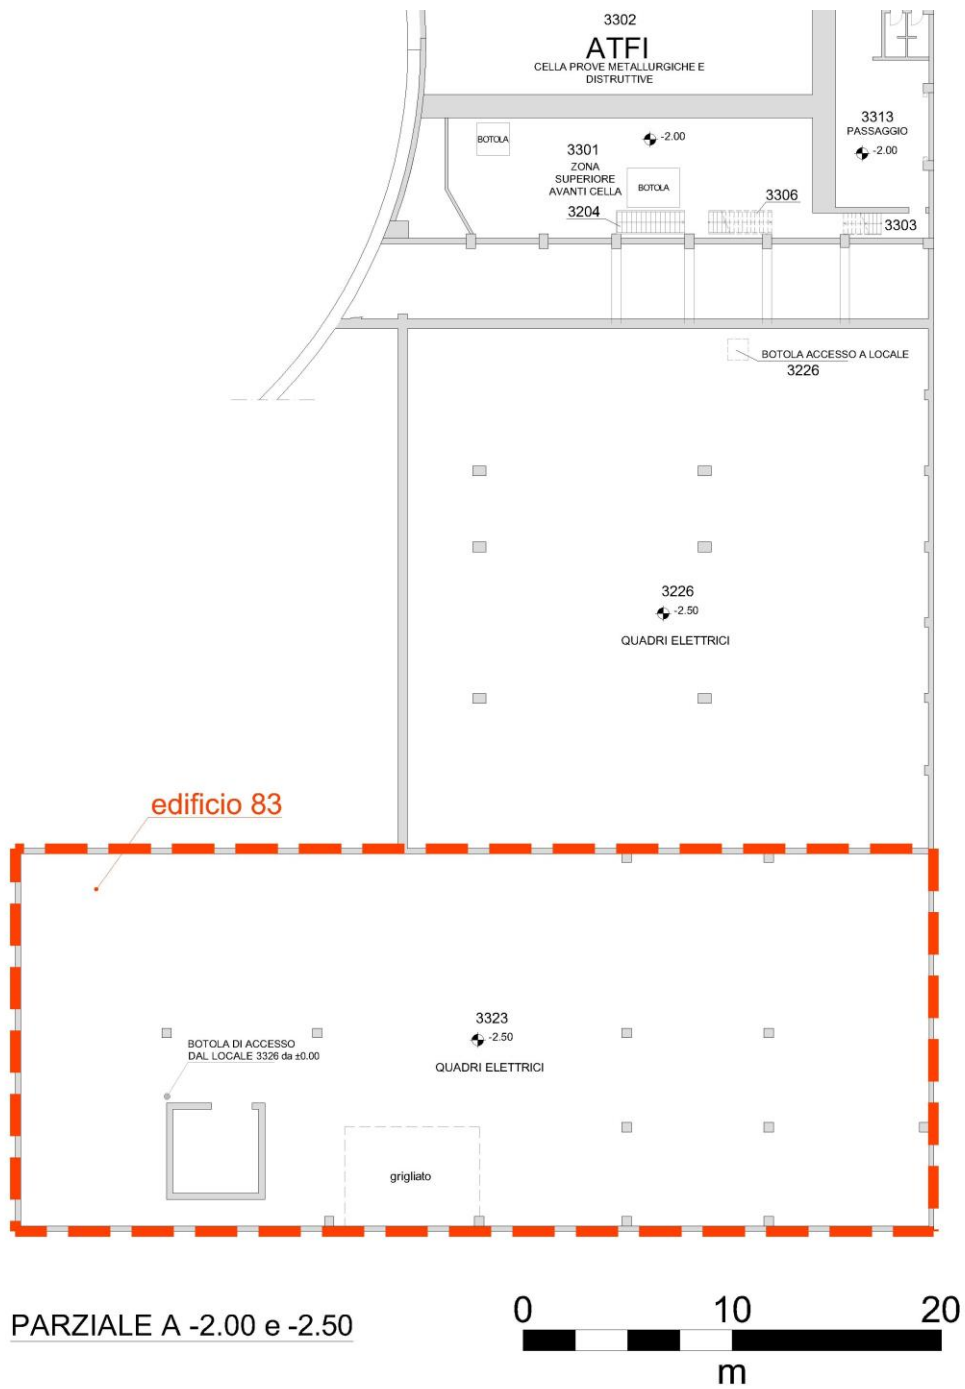 3302
ATFI
CELLA PROVE METALLURGICHE E
DISTRUTTIVE
3313
PASSAGGIO
-2.00
BOTOLA
-2.00
3301
ZONA
SUPERIORE
AVANTI CELLA
BOTOLA
3306
3204
3303
BOTOLA ACCESSO A LOCALE
3226
3226
-2.50
QUADRI ELETTRICI
edificio 83
3323
-2.50
QUADRI ELETTRICI
BOTOLA DI ACCESSO
DAL LOCALE 3326 da ±0.00
grigliato
PARZIALE A -2.00 e -2.50
0 10 20
m